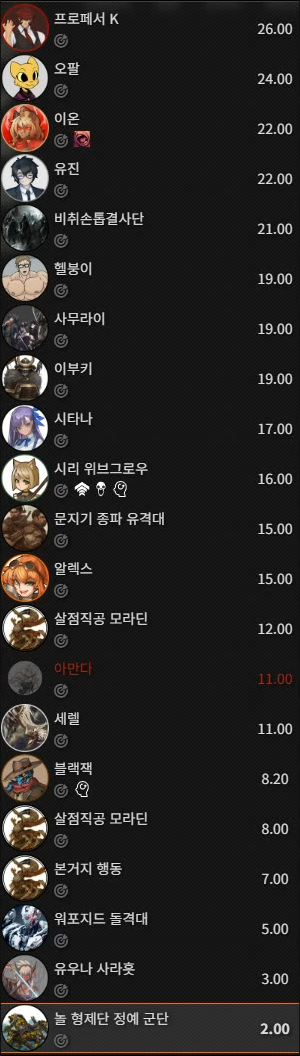 프로페서 K
26.00
오팔
24.00
이온
22.00
유진
22.00
비취손톱결사단
21.00
헬붕이
19.00
사무라이
19.00
이부키
19.00
시타나
17.00
시리 위브그로우
16.00
문지기 종파 유격대
15.00
알렉스
15.00
살점직공 모라딘
12.00
아만다
11.00
세렐
11.00
블랙잭
8.20
살점직공 모라딘
8.00
본거지 행동
7.00
워포지드 돌격대
5.00
유우나 사라홋
3.00
놀 형제단 정예 군단
2.00